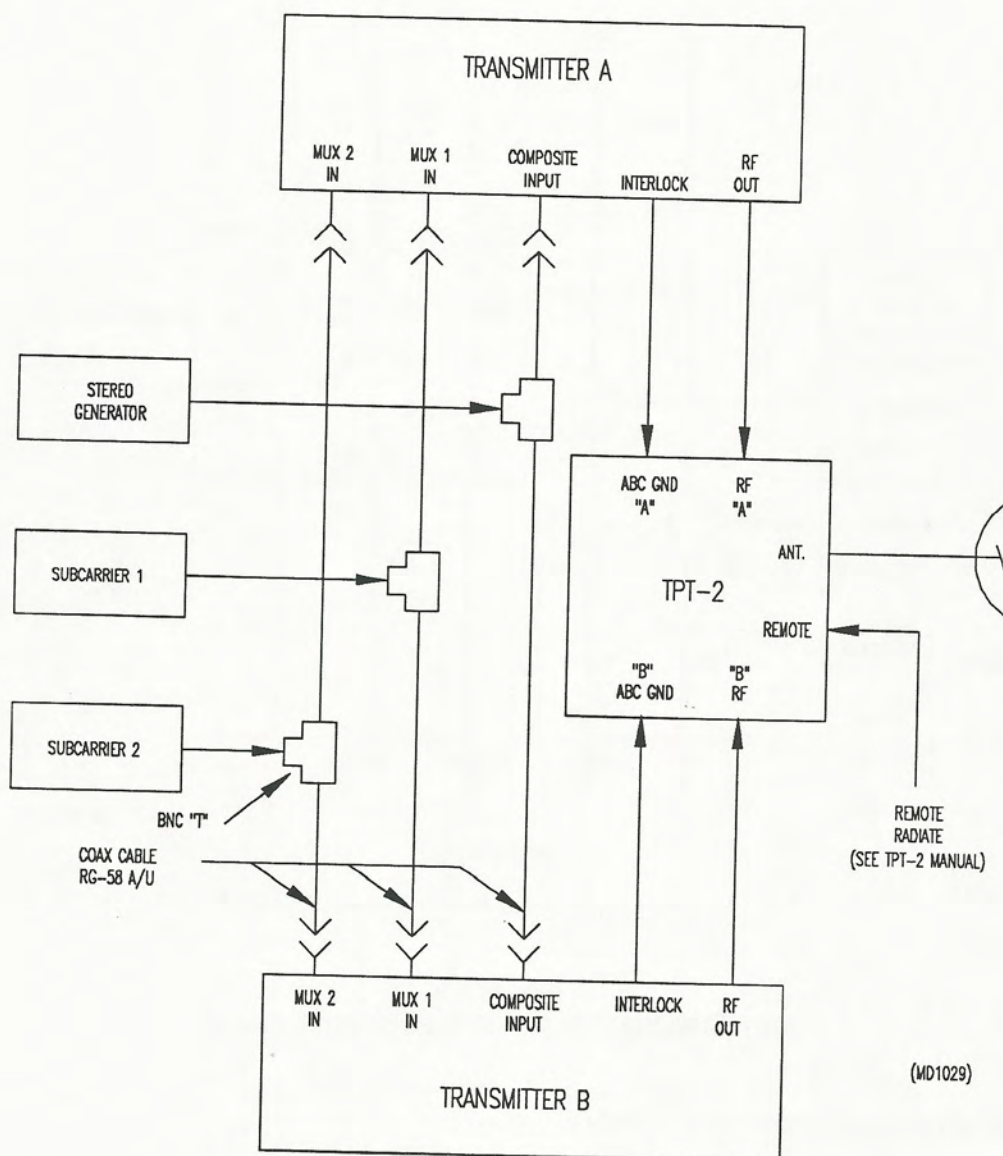 TRANSMITTER A
MUX 2
IN
MUX 1
IN
COMPOSITE
INPUT
INTERLOCK
RF
OUT
STEREO
GENERATOR
SUBCARRIER 1
SUBCARRIER 2
BNC "T"
COAX CABLE
RG-58 A/U
ABC GND
"A"
RF
"A"
ANT.
TPT-2
REMOTE
"B"
ABC GND
"B"
RF
REMOTE
RADIATE
(SEE TPT-2 MANUAL)
MUX 2
IN
MUX 1
IN
COMPOSITE
INPUT
INTERLOCK
RF
OUT
TRANSMITTER B
(MD1029)